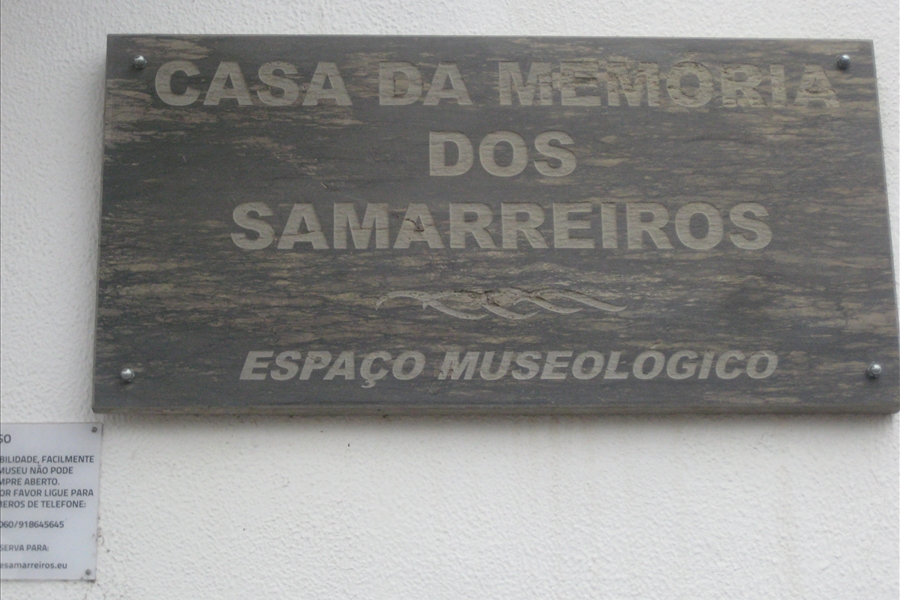 CASA DA MEMORIA
DOS
SAMARREIROS
ESPAÇO MUSEOLOGICO
SO
BILIDADE, FACILMENTE
MUSEU NÃO PODE
MPRE ABERTO.
OR FAVOR LIGUE PARA
MEROS DE TELEFONE:
060/918645645
SERVA PARA:
esamarreiros.eu